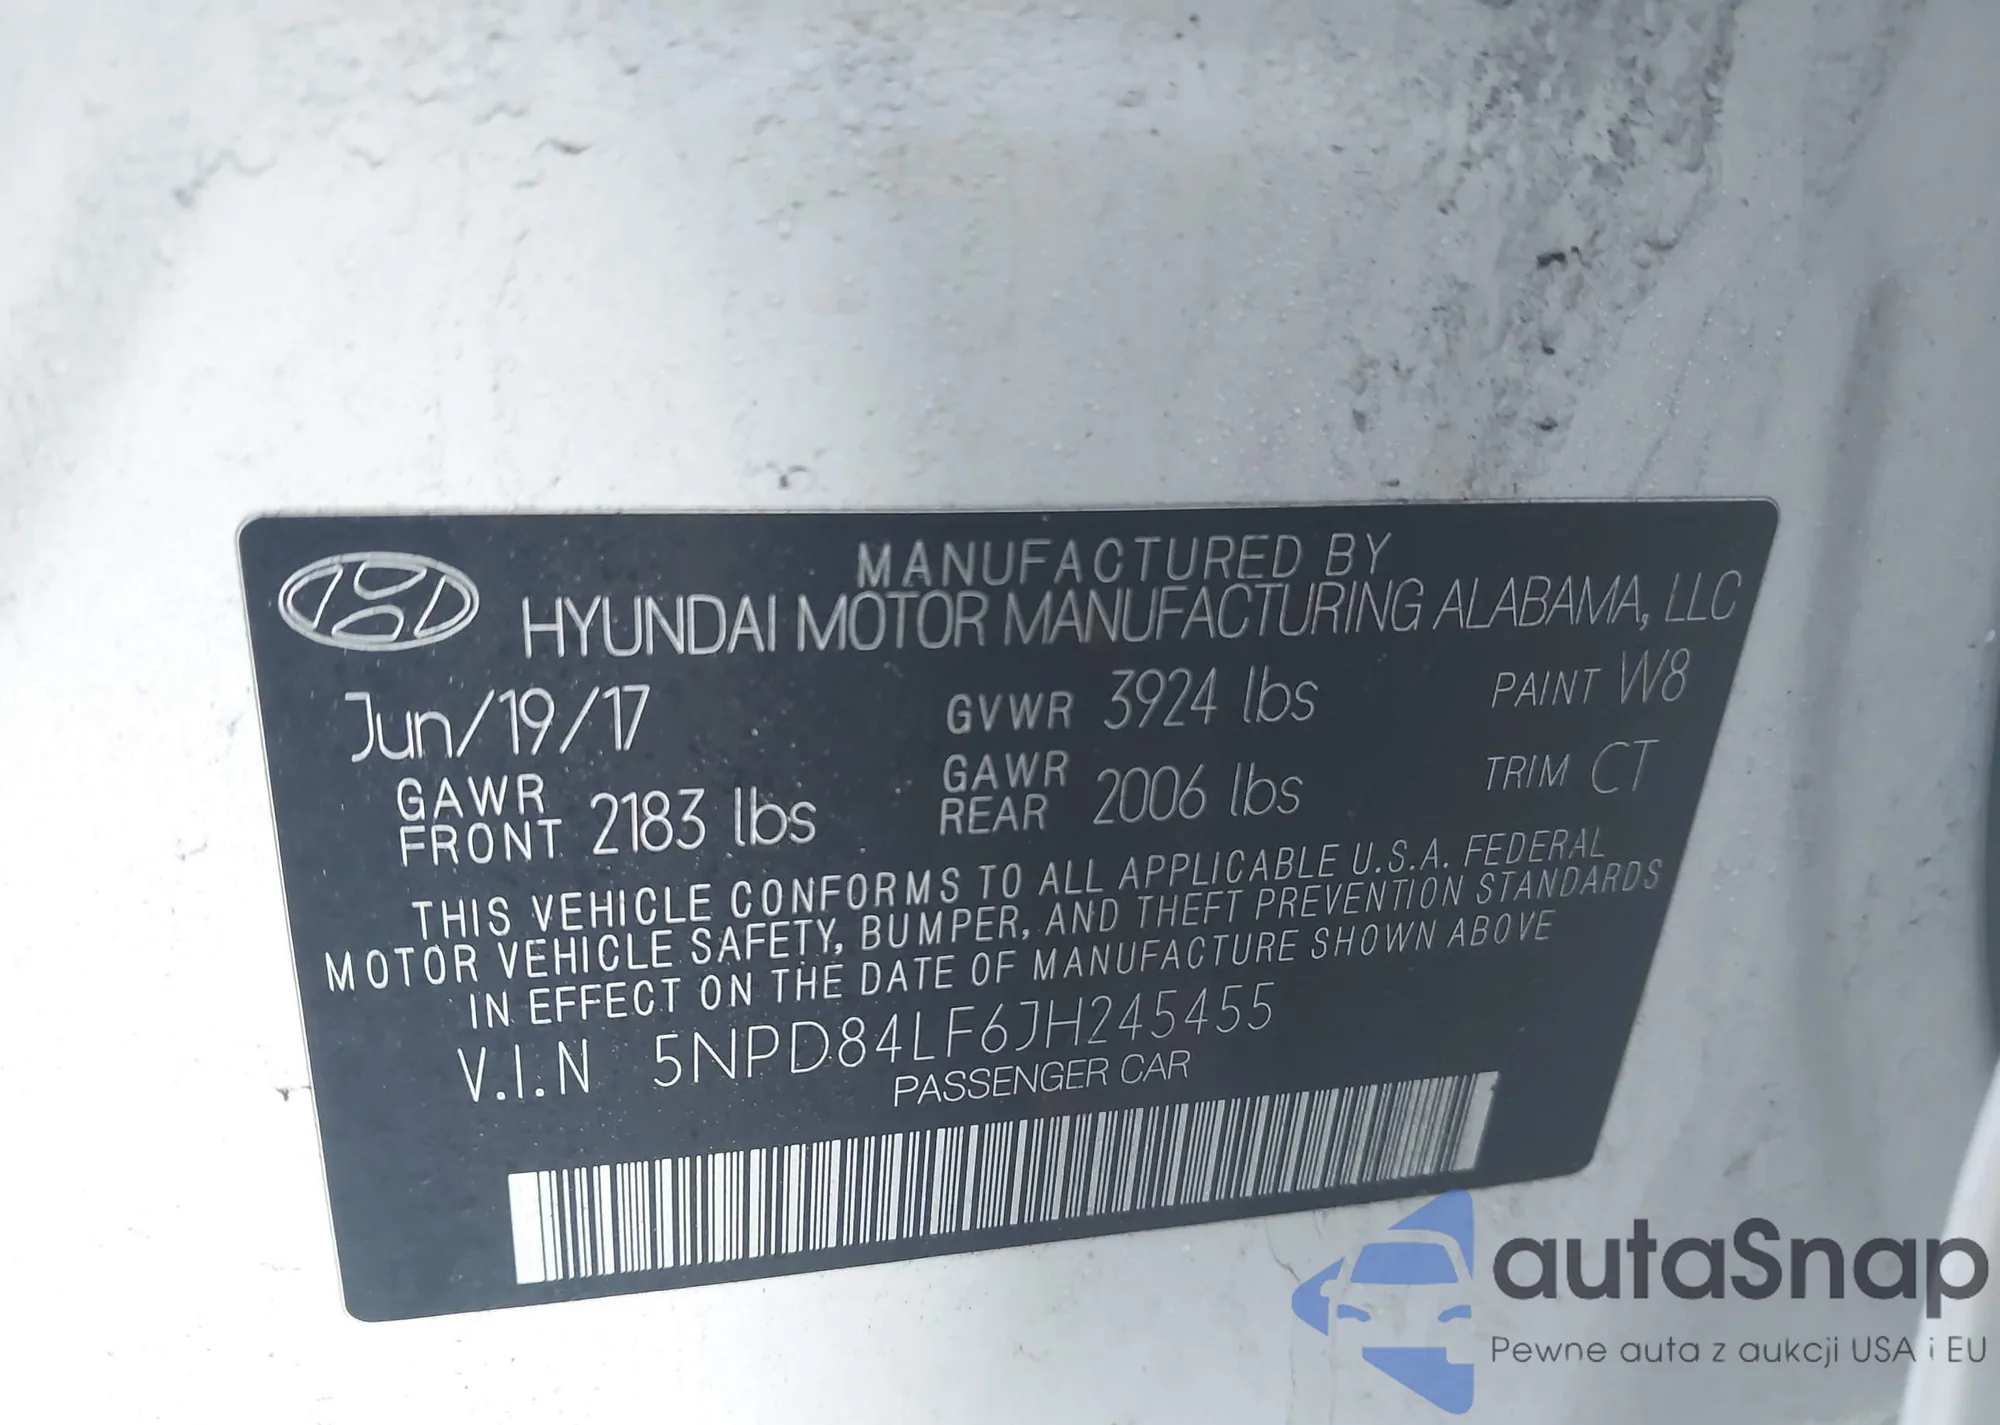 MANUFACTURED BY
HYUNDAI MOTOR MANUFACTURING ALABAMA, LLC
Jun/19/17 GVWR 3924 lbs PAINT W8
GAWR FRONT 2183 lbs GAWR REAR 2006 lbs TRIM CT
THIS VEHICLE CONFORMS TO ALL APPLICABLE U.S.A. FEDERAL
MOTOR VEHICLE SAFETY, BUMPER, AND THEFT PREVENTION STANDARDS
IN EFFECT ON THE DATE OF MANUFACTURE SHOWN ABOVE
V.I.N 5NPD84LF6JH245455
PASSENGER CAR
autaSnap
Pewne auta z aukcji USA i EU